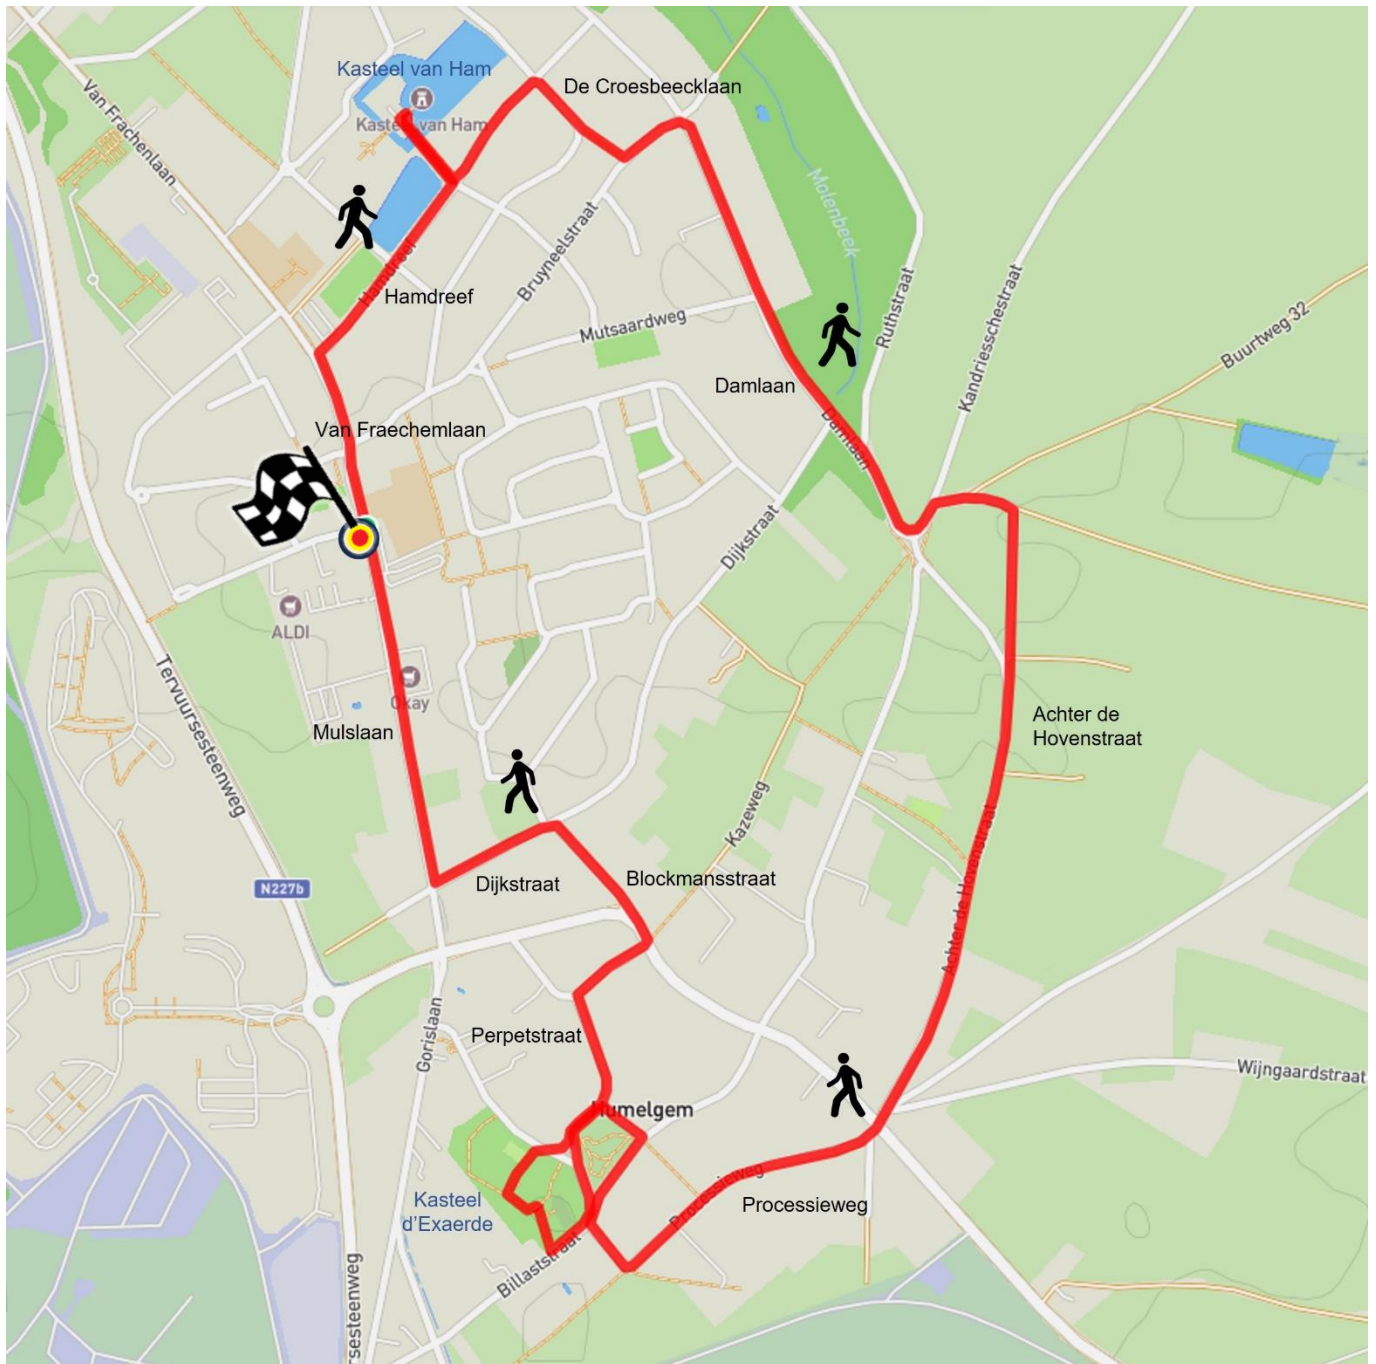 Kasteel van Ham
De Croesbeecklaan
Kasteel van Ham
Van Frachenlaan
Molenbeek
Hamdreef
Hamdreef
Bruyneelstraat
Ruthstraat
Kandriesschestraat
Mutsaardweg
Buurtweg 32
Damlaan
Damlaan
Van Fraechemlaan
Dijkstraat
ALDI
Okay
Tervuursesteenweg
Mulslaan
Achter de
Hovenstraat
Kazeweg
N227b
Dijkstraat
Blockmansstraat
Achter de Hovenstraat
Gorislaan
Perpetstraat
Wijngaardstraat
Humelgem
Kasteel
d'Exaerde
Processieweg
Processieweg
Billaststraat
rsesteenweg